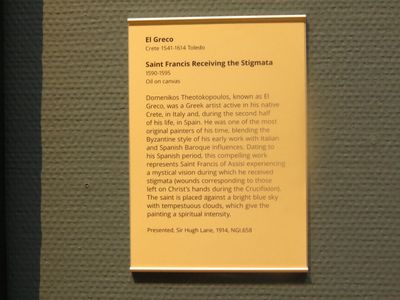 El Greco
Crete 1541-1614 Toledo
Saint Francis Receiving the Stigmata
1590-1595
Oil on canvas
Domenikos Theotokopoulos, known as El
Greco, was a Greek artist active in his native
Crete, in Italy and, during the second half
of his life, in Spain. He was one of the most
original painters of his time, blending the
Byzantine style of his early work with Italian
and Spanish Baroque influences. Dating to
his Spanish period, this compelling work
represents Saint Francis of Assisi experiencing
a mystical vision during which he received
stigmata (wounds corresponding to those
left on Christ's hands during the Crucifixion).
The saint is placed against a bright blue sky
with tempestuous clouds, which give the
painting a spiritual intensity.
Presented, Sir Hugh Lane, 1914, NGI.658